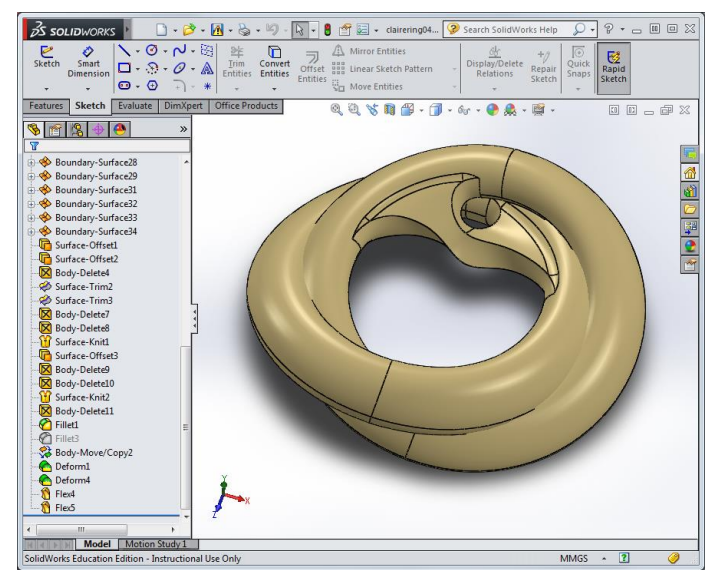 SOLIDWORKS
clairering04...
Search SolidWorks Help
Sketch
Smart Dimension
Trim Entities
Convert Entities
Offset Entities
Mirror Entities
Linear Sketch Pattern
Move Entities
Display/Delete Relations
Repair Sketch
Quick Snaps
Rapid Sketch
Features Sketch Evaluate DimXpert Office Products
Boundary-Surface28
Boundary-Surface29
Boundary-Surface31
Boundary-Surface32
Boundary-Surface33
Boundary-Surface34
Surface-Offset1
Surface-Offset2
Body-Delete4
Surface-Trim2
Surface-Trim3
Body-Delete7
Body-Delete8
Surface-Knit1
Surface-Offset3
Body-Delete9
Body-Delete10
Surface-Knit2
Body-Delete11
Fillet1
Fillet3
Body-Move/Copy2
Deform1
Deform4
Flex4
Flex5
Y
X
Z
Model Motion Study 1
SolidWorks Education Edition - Instructional Use Only
MMGS